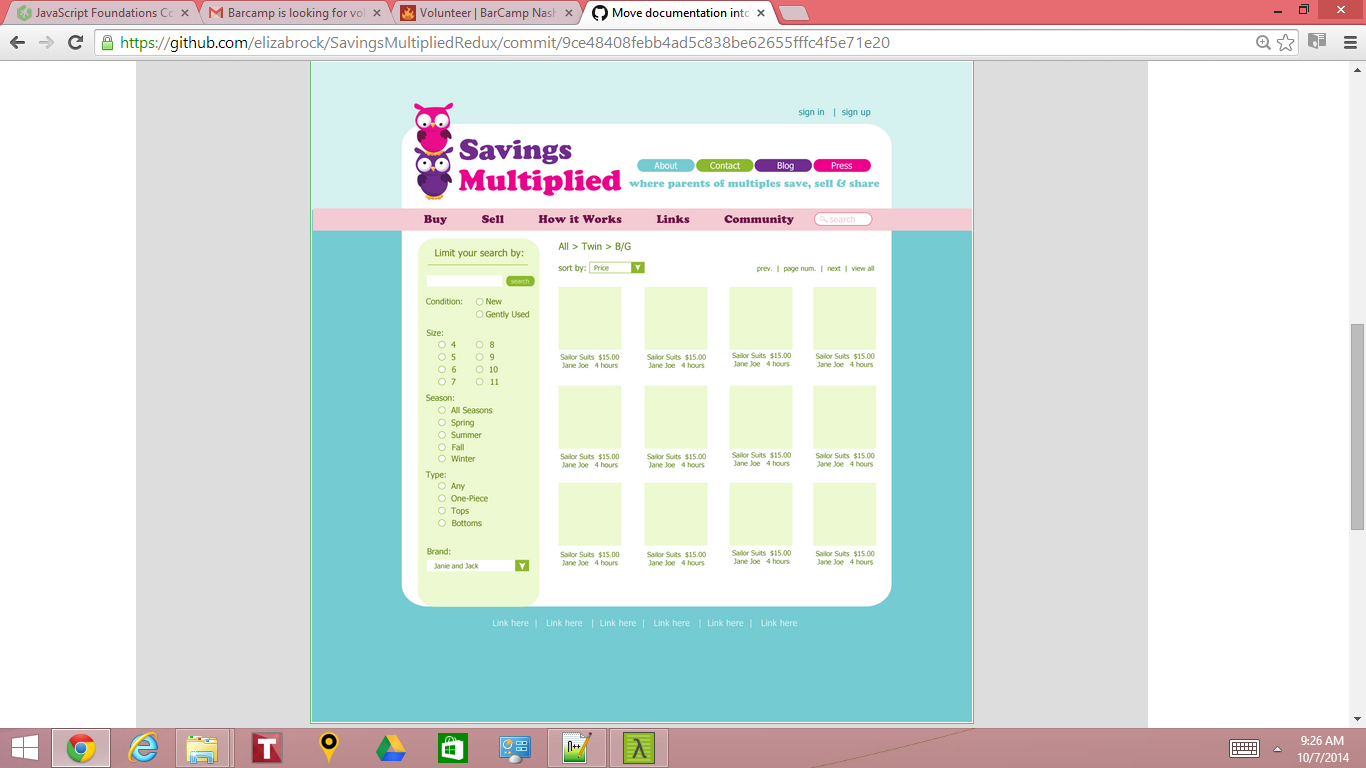 JavaScript Foundations Co
Barcamp is looking for vol
Volunteer | BarCamp Nash
Move documentation into
https://github.com/elizabrock/SavingsMultipliedRedux/commit/9ce48408febb4ad5c838be62655fffc4f5e71e20
sign in | sign up
Savings
Multiplied
About Contact Blog Press
where parents of multiples save, sell & share
Buy Sell How it Works Links Community search
Limit your search by:
search
Condition: New
Gently Used
Size:
4 8
5 9
6 10
7 11
Season:
All Seasons
Spring
Summer
Fall
Winter
Type:
Any
One-Piece
Tops
Bottoms
Brand:
Janie and Jack
All > Twin > B/G
sort by: Price prev. | page num. | next | view all
Sailor Suits $15.00 Sailor Suits $15.00 Sailor Suits $15.00 Sailor Suits $15.00
Jane Joe 4 hours Jane Joe 4 hours Jane Joe 4 hours Jane Joe 4 hours
Sailor Suits $15.00 Sailor Suits $15.00 Sailor Suits $15.00 Sailor Suits $15.00
Jane Joe 4 hours Jane Joe 4 hours Jane Joe 4 hours Jane Joe 4 hours
Sailor Suits $15.00 Sailor Suits $15.00 Sailor Suits $15.00 Sailor Suits $15.00
Jane Joe 4 hours Jane Joe 4 hours Jane Joe 4 hours Jane Joe 4 hours
Link here | Link here | Link here | Link here | Link here | Link here
9:26 AM
10/7/2014